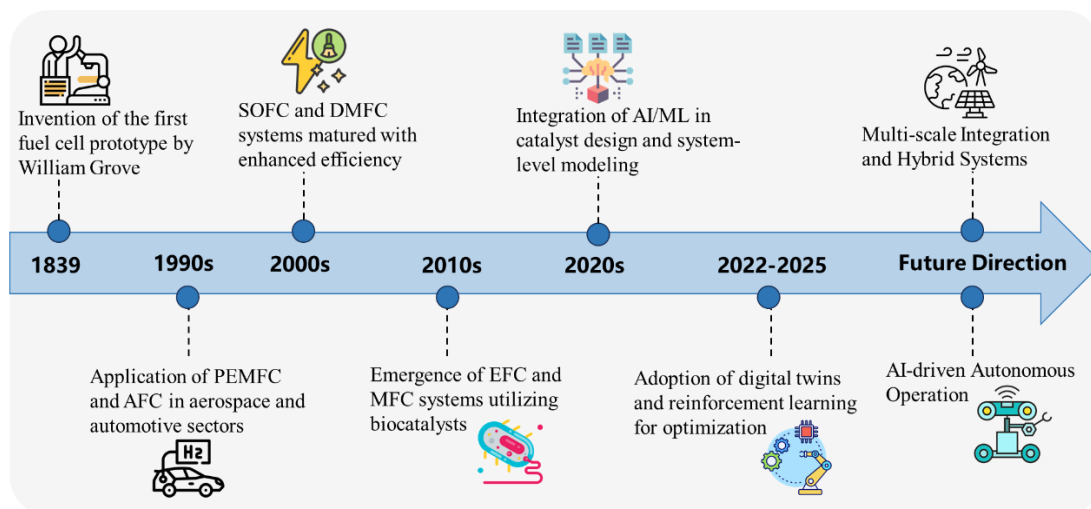 Invention of the first
fuel cell prototype by
William Grove
SOFC and DMFC
systems matured with
enhanced efficiency
Integration of AI/ML in
catalyst design and system-
level modeling
Multi-scale Integration
and Hybrid Systems
1839
1990s
2000s
2010s
2020s
2022-2025
Future Direction
Application of PEMFC
and AFC in aerospace and
automotive sectors
H2
Emergence of EFC and
MFC systems utilizing
biocatalysts
Adoption of digital twins
and reinforcement learning
for optimization
AI-driven Autonomous
Operation